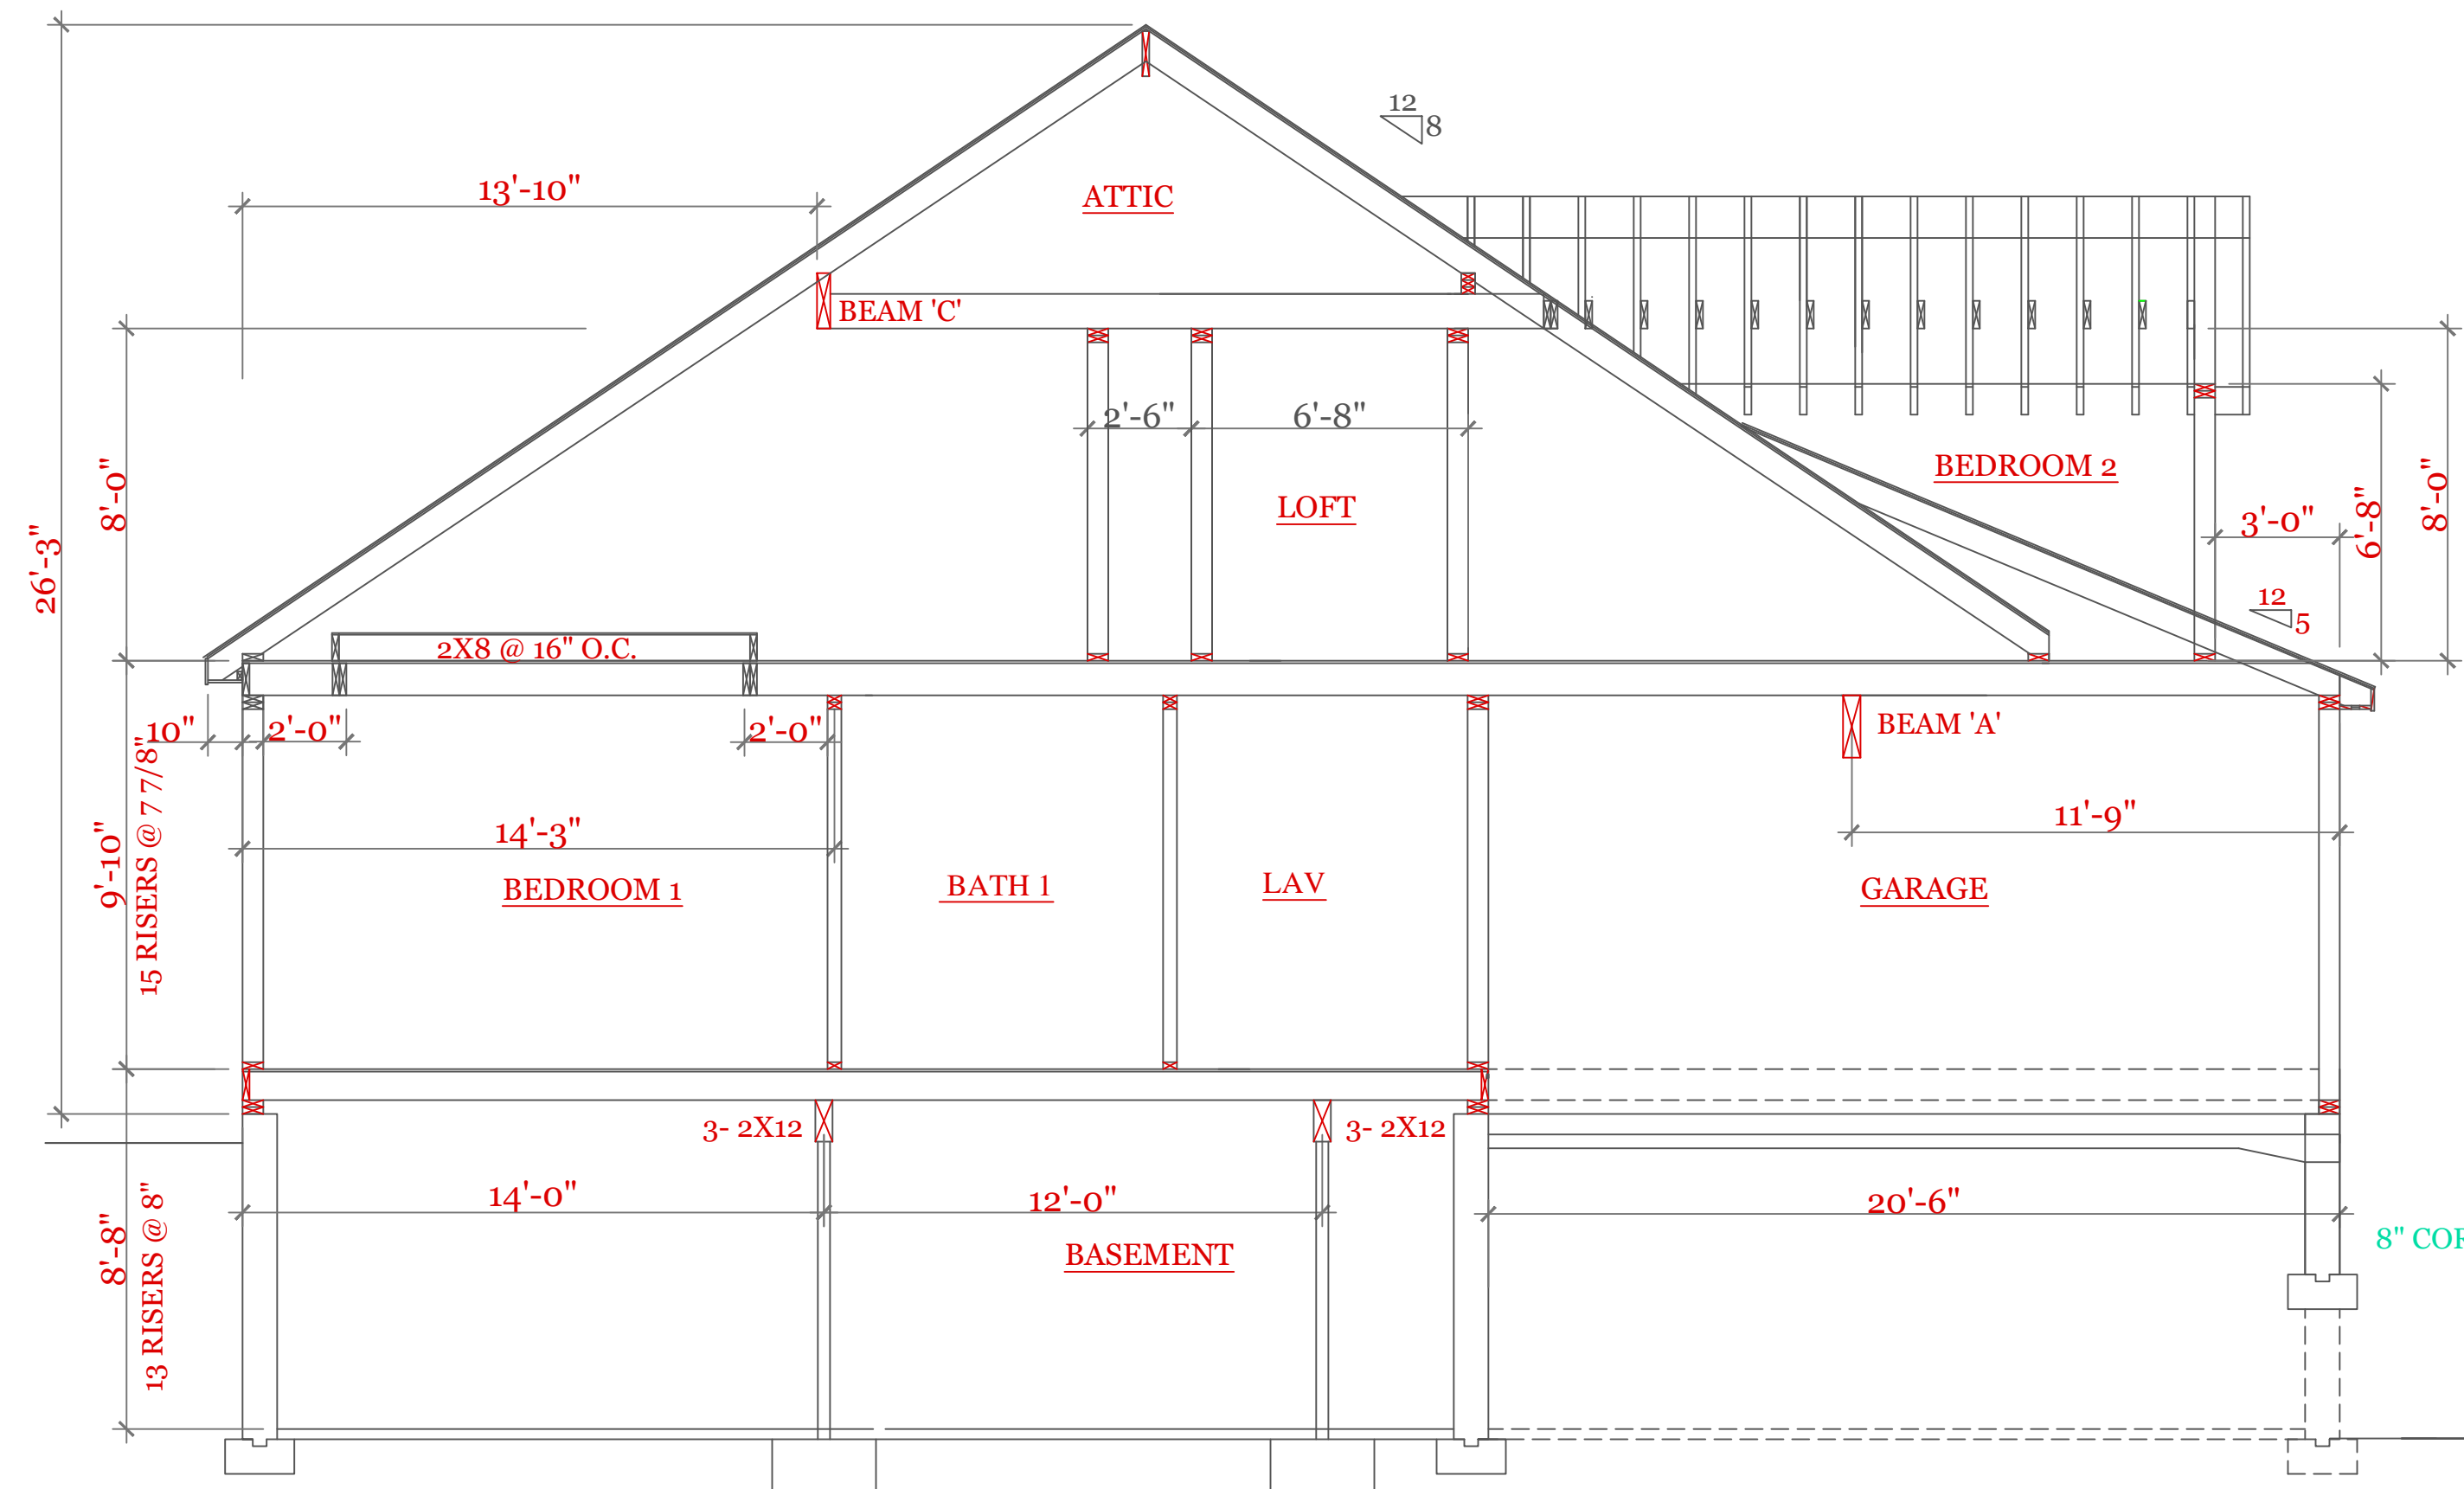 12
8
13'-10"
ATTIC
BEAM 'C'
2'-6"
6'-8"
BEDROOM 2
LOFT
8'-0"
26'-3"
3'-0"
6'-8"
8'-0"
12
5
2X8 @ 16" O.C.
10"
2'-0"
2'-0"
BEAM 'A'
11'-9"
14'-3"
9'-10"
15 RISERS @ 7 7/8"
BEDROOM 1
BATH 1
LAV
GARAGE
3- 2X12
3- 2X12
14'-0"
12'-0"
20'-6"
8'-8"
13 RISERS @ 8"
BASEMENT
8"